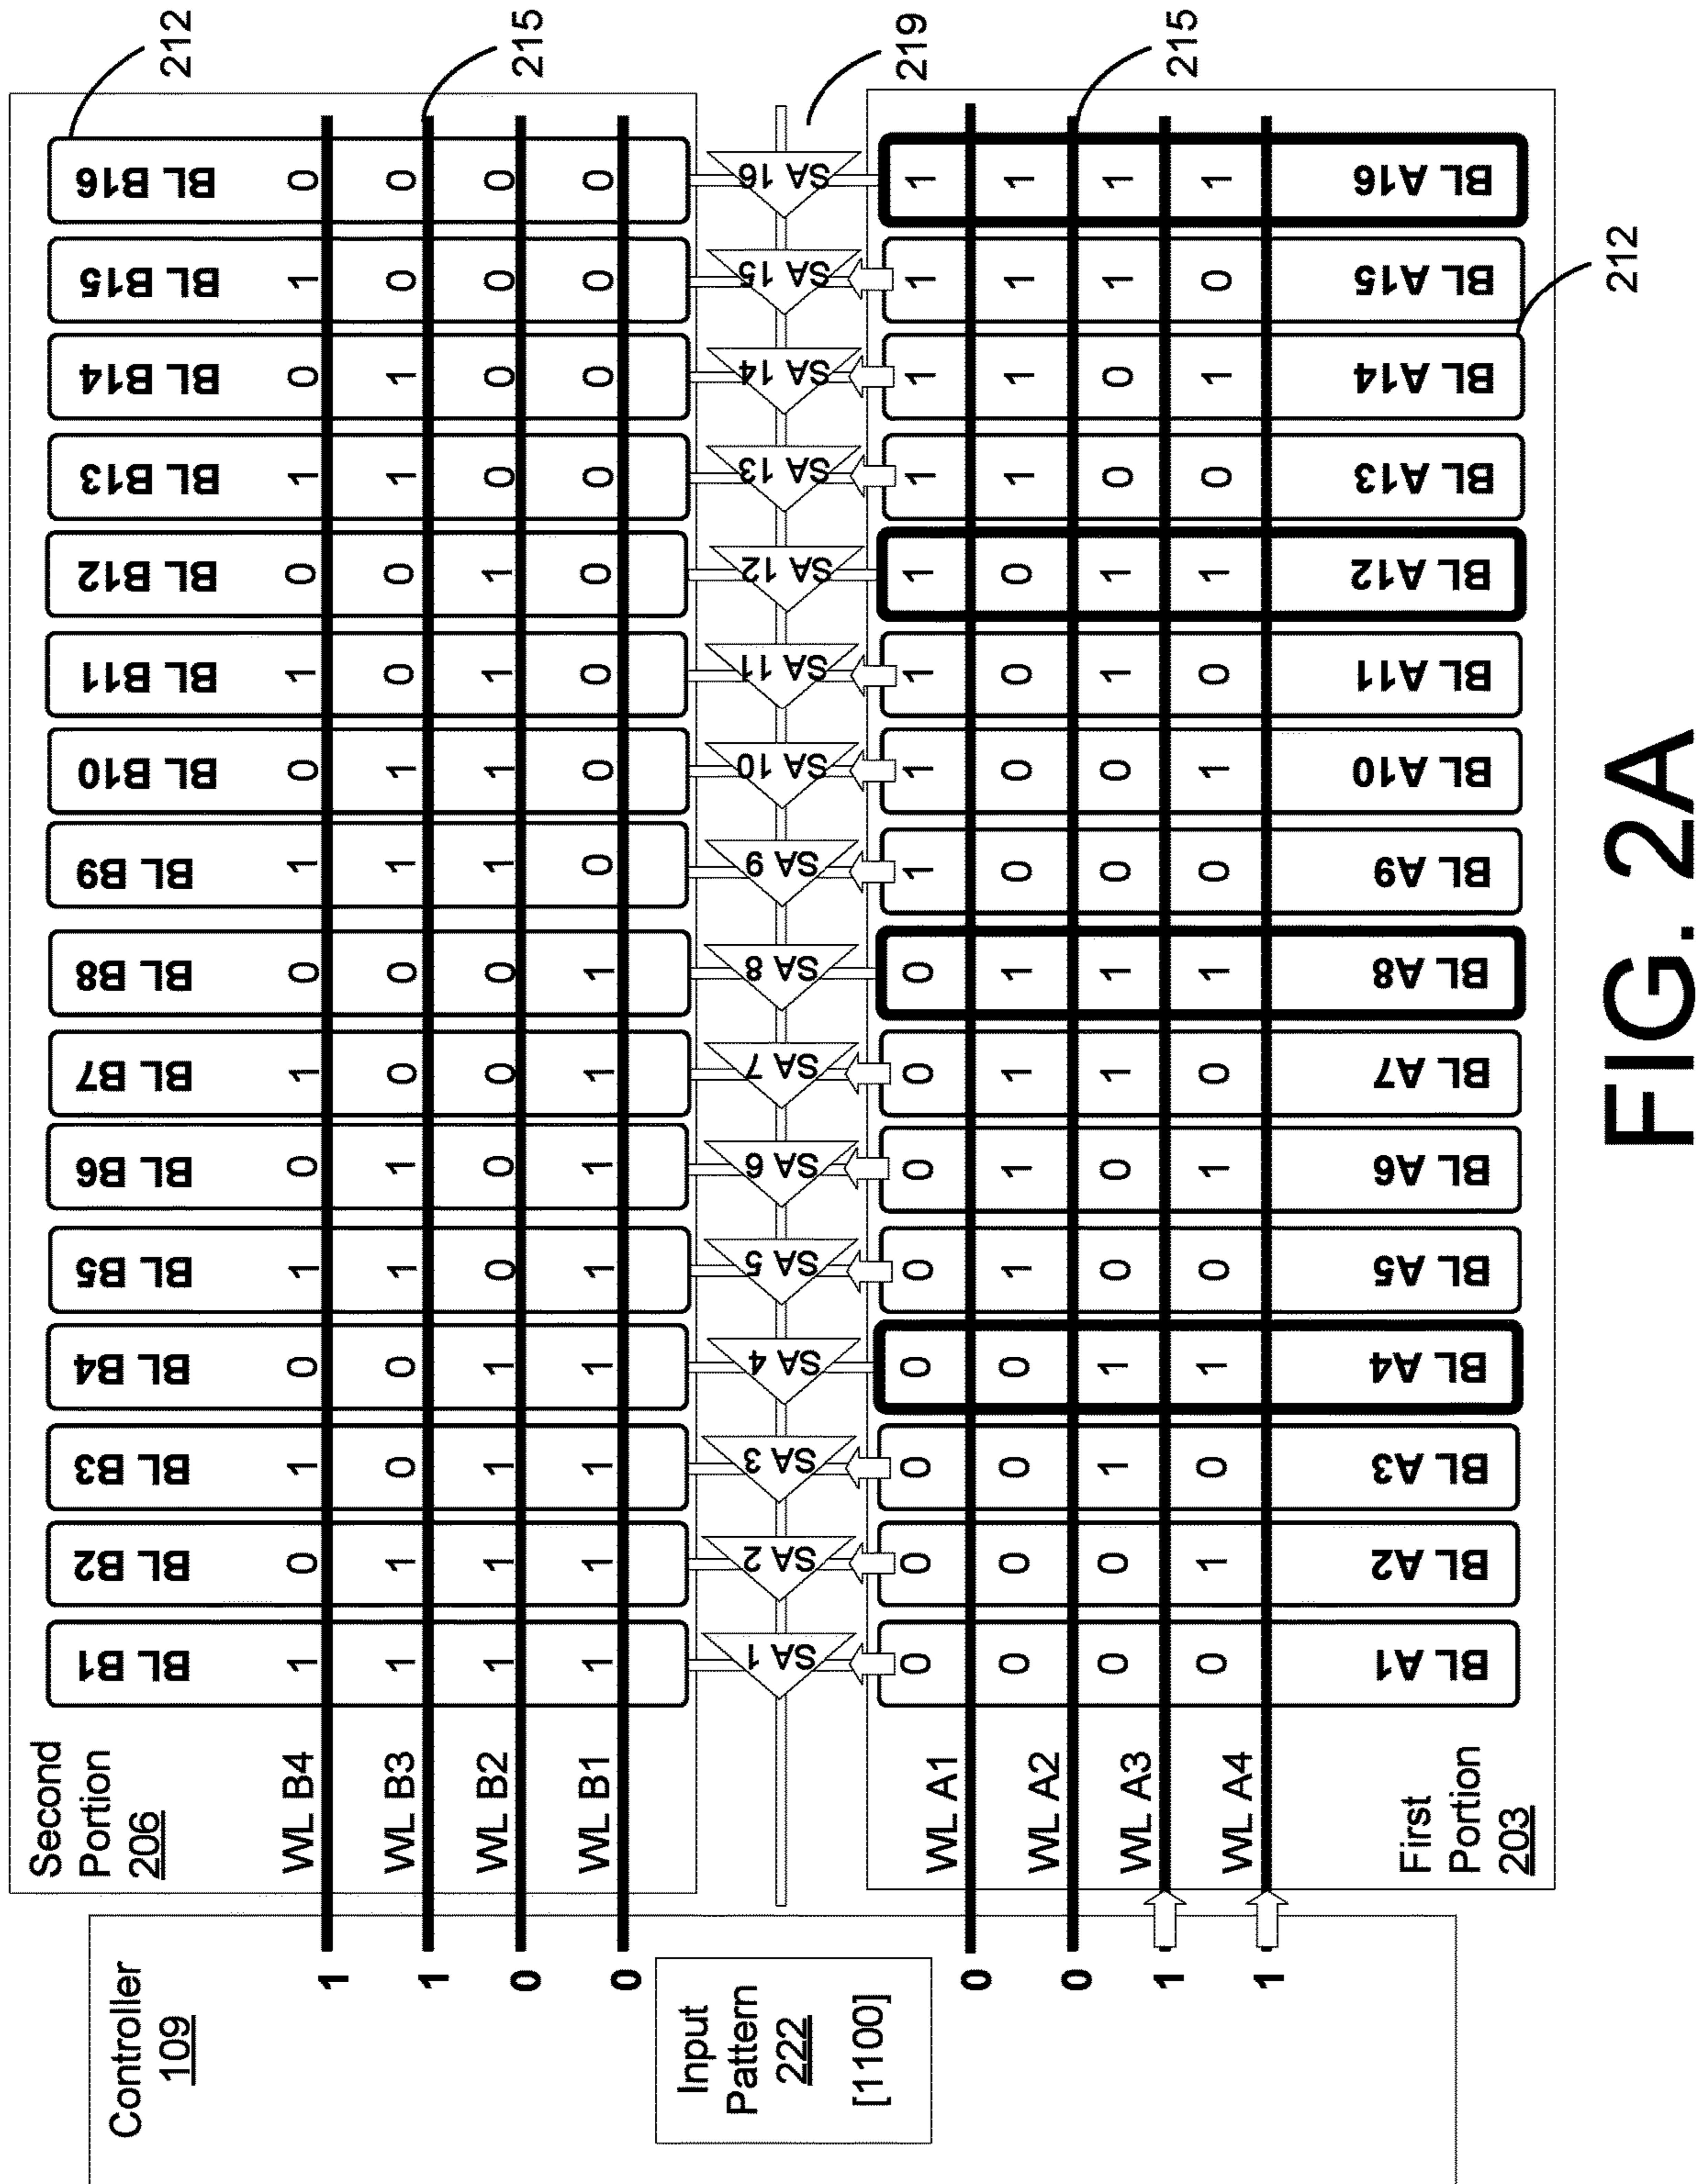 212
215
219
215
212
Controller
109
Second
Portion
206
BL B1 BL B2 BL B3 BL B4 BL B5 BL B6 BL B7 BL B8 BL B9 BL B10 BL B11 BL B12 BL B13 BL B14 BL B15 BL B16
1 WL B4 1 0 1 0 1 0 1 0 1 0 1 0 1 0 1 0
1 WL B3 1 1 0 0 1 1 0 0 1 1 0 0 1 1 0 0
0 WL B2 1 1 1 1 0 0 0 0 1 1 1 1 0 0 0 0
0 WL B1 1 1 1 1 1 1 1 1 0 0 0 0 0 0 0 0
Input
Pattern
222
[1100]
SA 1 SA 2 SA 3 SA 4 SA 5 SA 6 SA 7 SA 8 SA 9 SA 10 SA 11 SA 12 SA 13 SA 14 SA 15 SA 16
0 WL A1 0 0 0 0 0 0 0 0 1 1 1 1 1 1 1 1
0 WL A2 0 0 0 0 1 1 1 1 0 0 0 0 1 1 1 1
1 WL A3 0 0 1 1 0 0 1 1 0 0 1 1 0 0 1 1
1 WL A4 0 1 0 1 0 1 0 1 0 1 0 1 0 1 0 1
BL A1 BL A2 BL A3 BL A4 BL A5 BL A6 BL A7 BL A8 BL A9 BL A10 BL A11 BL A12 BL A13 BL A14 BL A15 BL A16
First
Portion
203
FIG. 2A